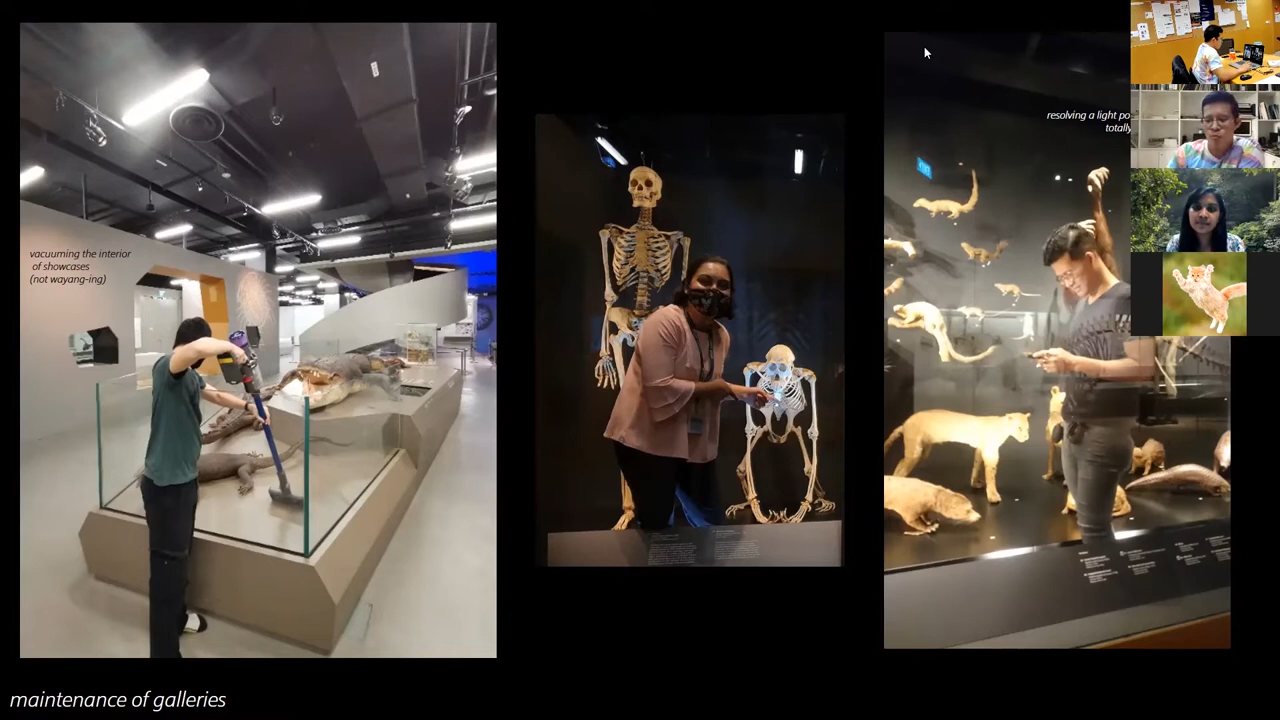 vacuuming the interior
of showcases
(not wayang-ing)
resolving a light po
totally
maintenance of galleries